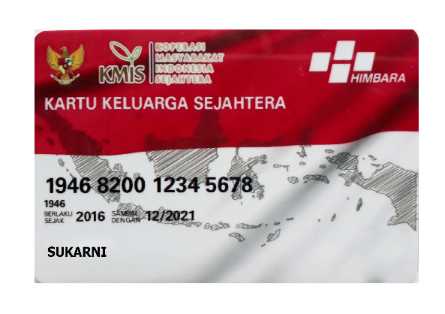 KMIS
KOPERASI
MASYARAKAT
INDONESIA
SEJAHTERA
HIMBARA
KARTU KELUARGA SEJAHTERA
1946 8200 1234 5678
1946
BERLAKU SEJAK 2016 SAMPAI DENGAN 12/2021
SUKARNI